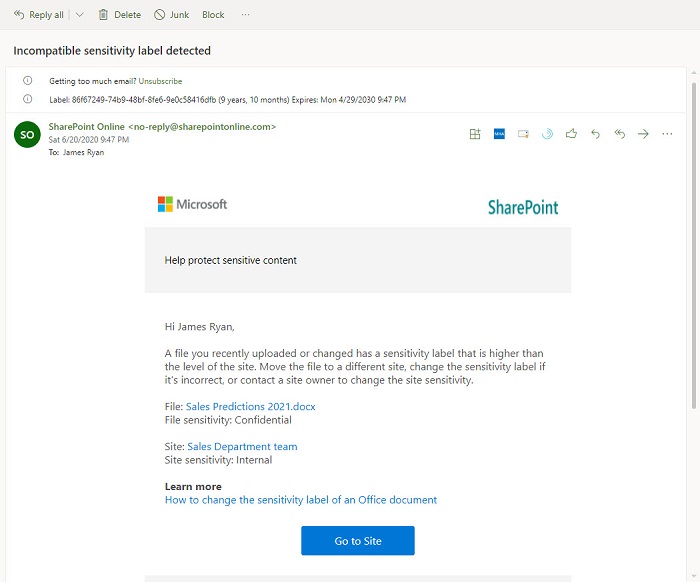 Reply all
Delete
Junk
Block
Incompatible sensitivity label detected
Getting too much email? Unsubscribe
Label: 86f67249-74b9-48bf-8fe6-9e0c58416dfb (9 years, 10 months) Expires: Mon 4/29/2030 9:47 PM
SO
SharePoint Online <no-reply@sharepointonline.com>
Sat 6/20/2020 9:47 PM
To: James Ryan
Microsoft
SharePoint
Help protect sensitive content
Hi James Ryan,
A file you recently uploaded or changed has a sensitivity label that is higher than
the level of the site. Move the file to a different site, change the sensitivity label if
it's incorrect, or contact a site owner to change the site sensitivity.
File: Sales Predictions 2021.docx
File sensitivity: Confidential
Site: Sales Department team
Site sensitivity: Internal
Learn more
How to change the sensitivity label of an Office document
Go to Site